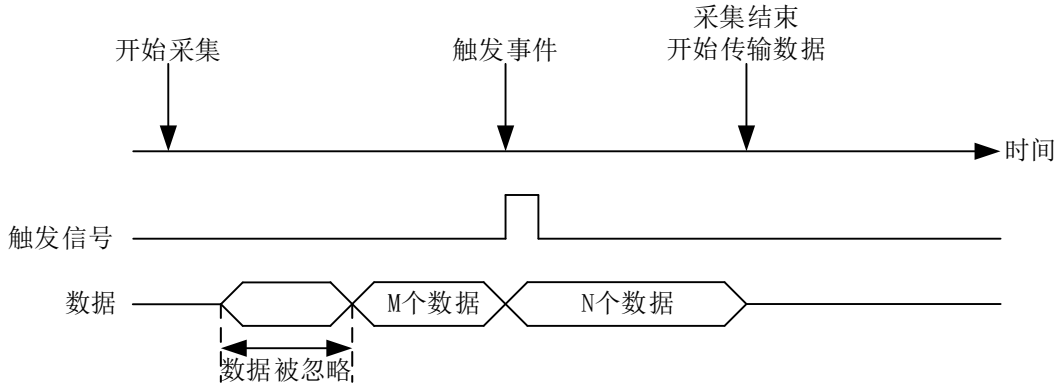 采集结束
开始采集
触发事件
开始传输数据
时间
触发信号
数据
M个数据
N个数据
数据被忽略